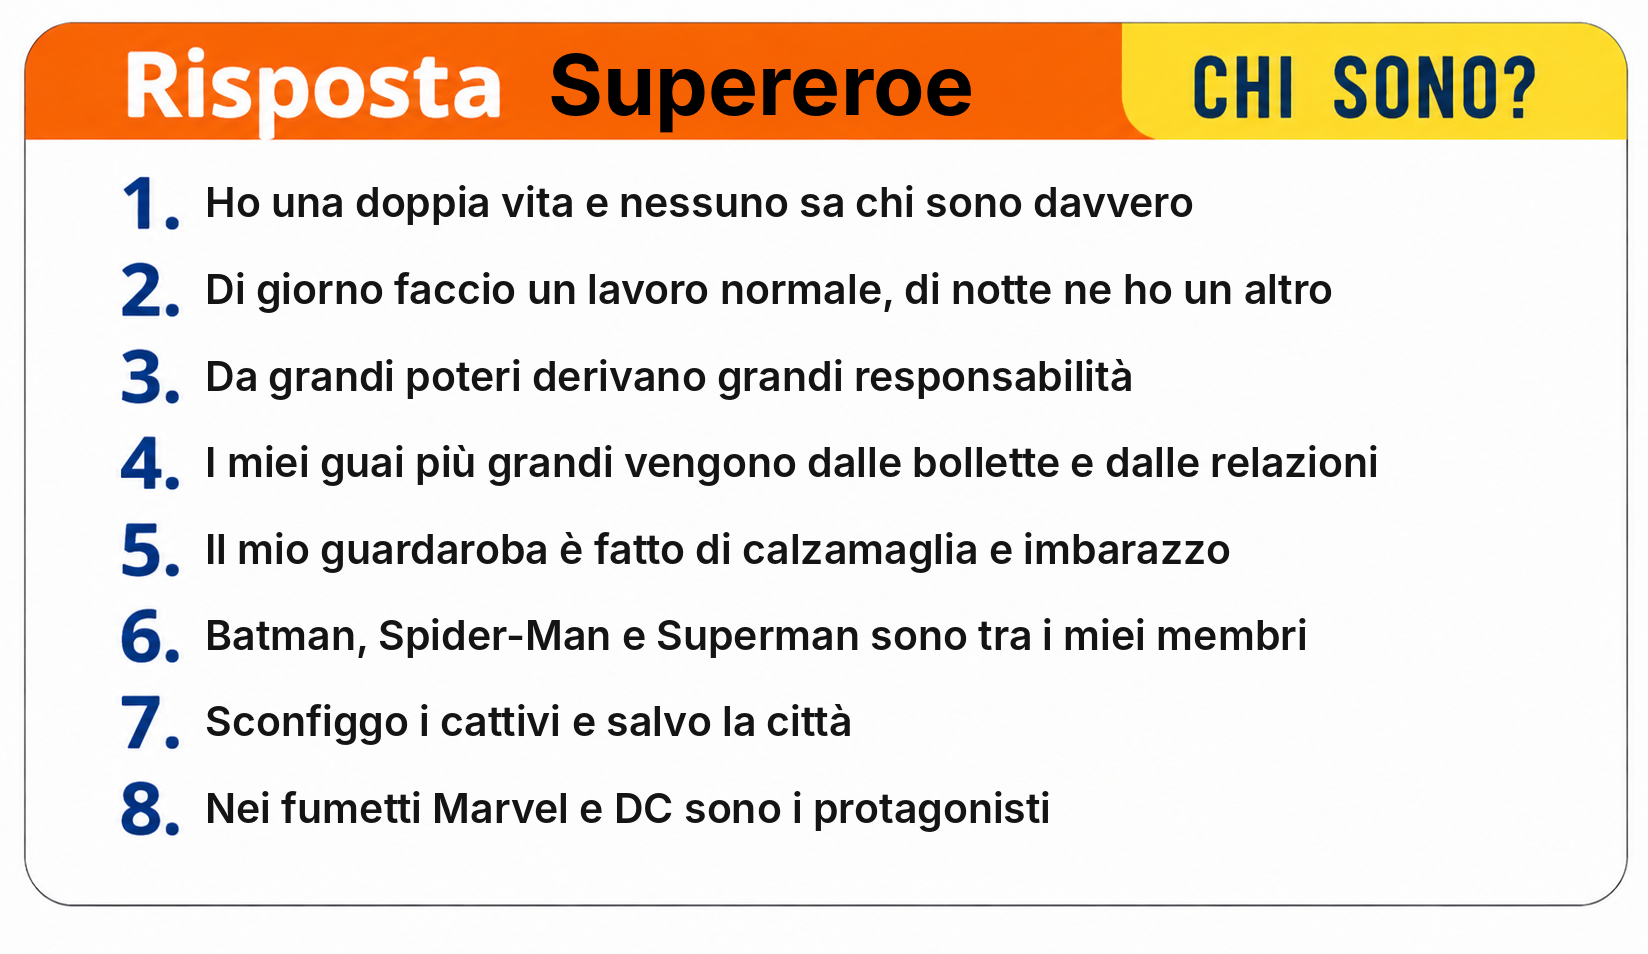 Risposta Supereroe CHI SONO?
1. Ho una doppia vita e nessuno sa chi sono davvero
2. Di giorno faccio un lavoro normale, di notte ne ho un altro
3. Da grandi poteri derivano grandi responsabilità
4. I miei guai più grandi vengono dalle bollette e dalle relazioni
5. Il mio guardaroba è fatto di calzamaglia e imbarazzo
6. Batman, Spider-Man e Superman sono tra i miei membri
7. Sconfiggo i cattivi e salvo la città
8. Nei fumetti Marvel e DC sono i protagonisti